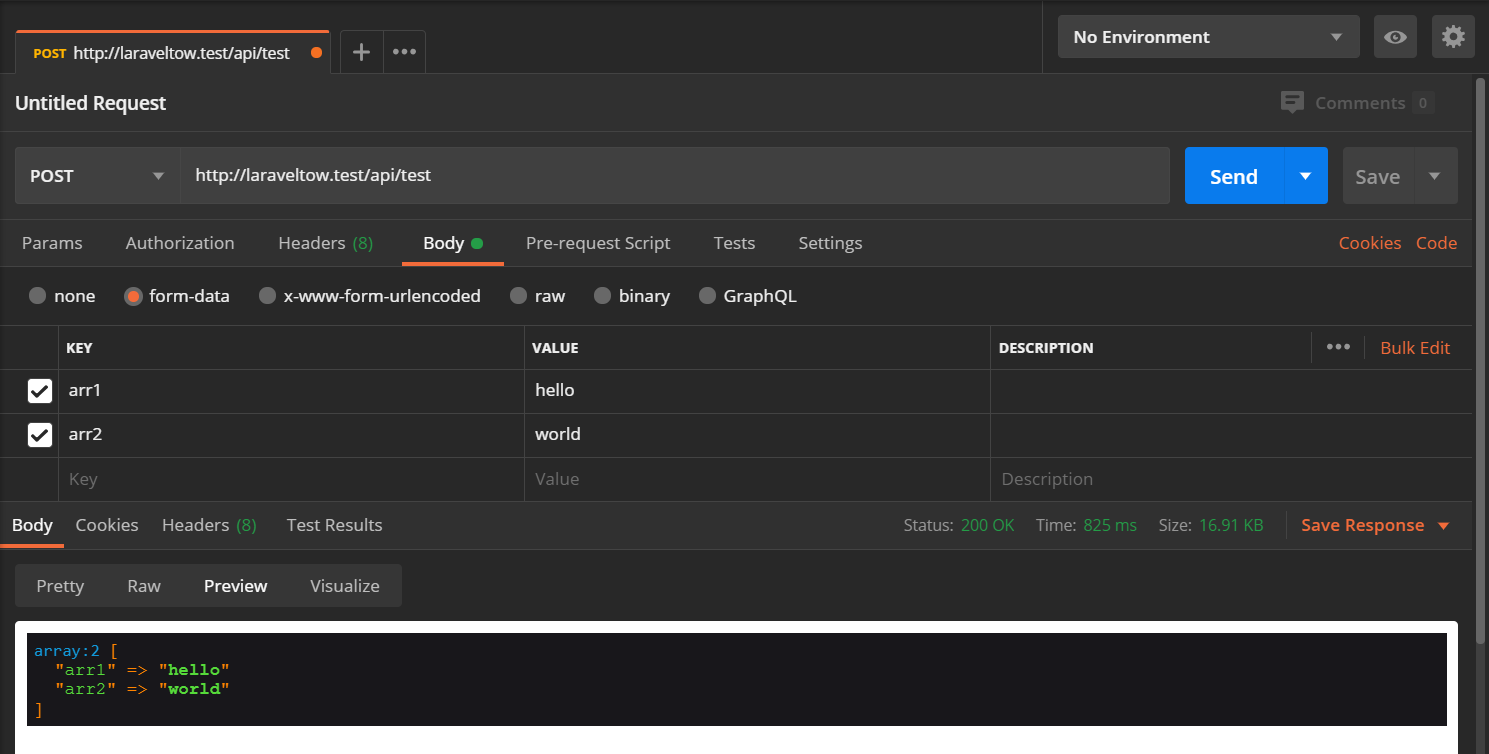 POST http://laraveltow.test/api/test
No Environment
Untitled Request
Comments 0
POST http://laraveltow.test/api/test Send Save
Params Authorization Headers (8) Body Pre-request Script Tests Settings Cookies Code
none form-data x-www-form-urlencoded raw binary GraphQL
KEY VALUE DESCRIPTION Bulk Edit
arr1 hello
arr2 world
Key Value Description
Body Cookies Headers (8) Test Results Status: 200 OK Time: 825 ms Size: 16.91 KB Save Response
Pretty Raw Preview Visualize
array:2 [
"arr1" => "hello"
"arr2" => "world"
]